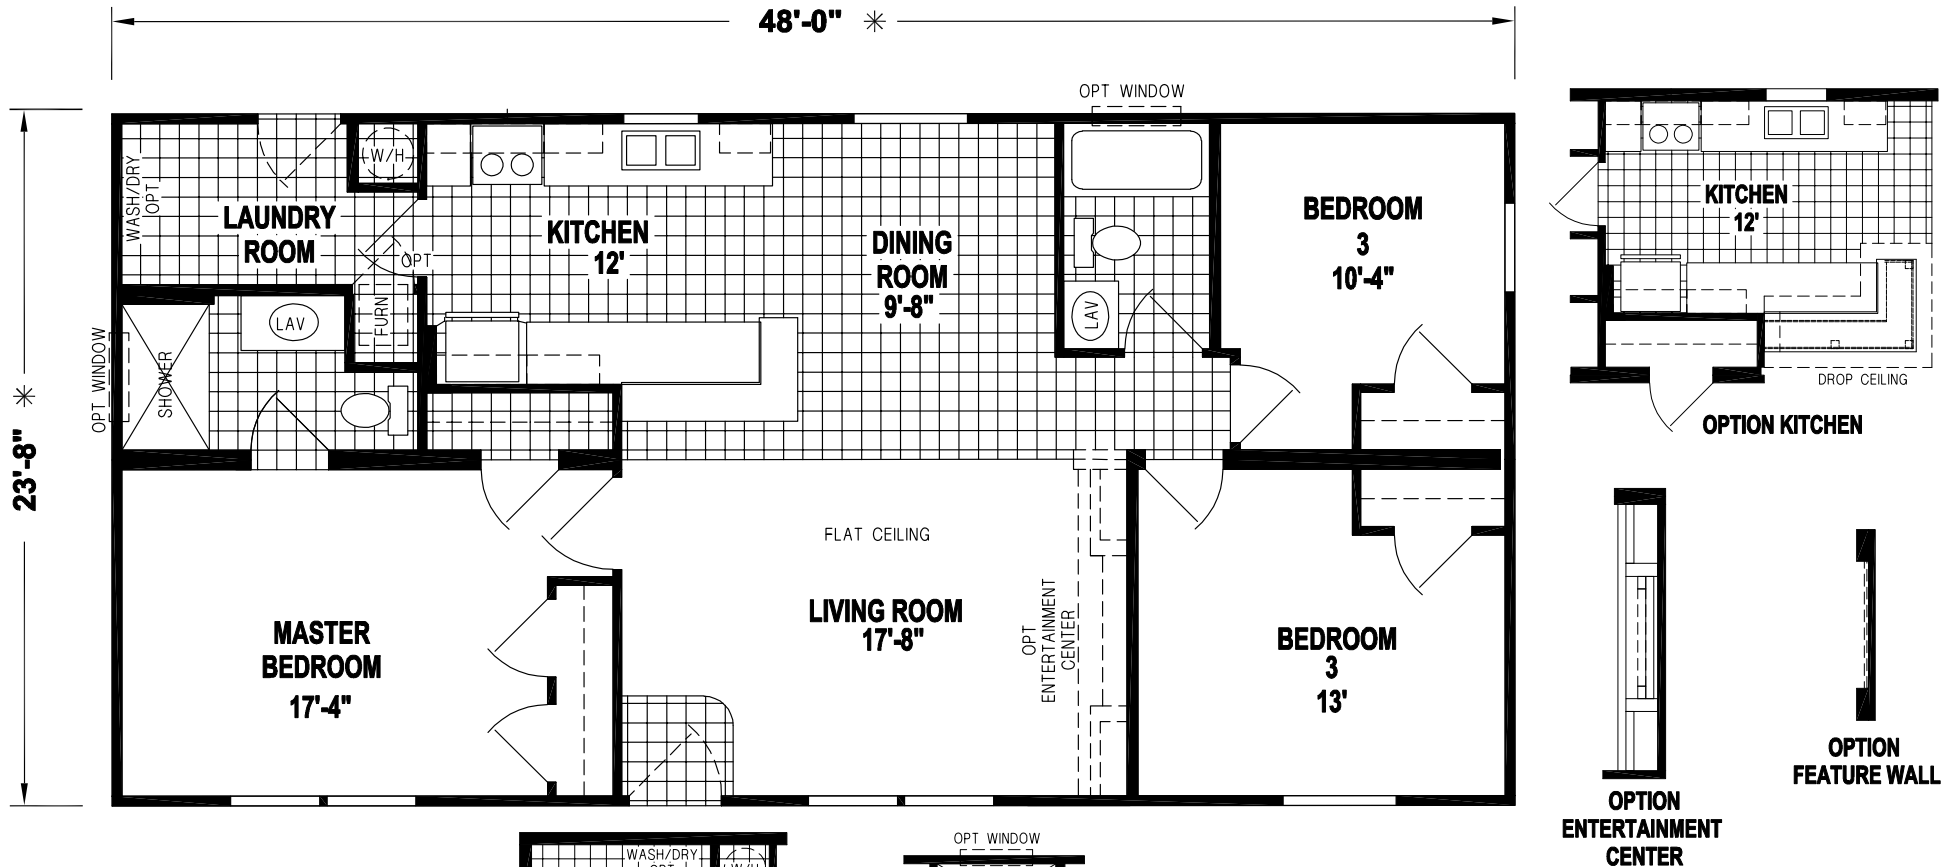 48'-0" *
OPT WINDOW
23'-8" *
WASH/DRY
OPT
W/H
LAUNDRY
ROOM
OPT
KITCHEN
12'
DINING
ROOM
9'-8"
LAV
BEDROOM
3
10'-4"
KITCHEN
12'
DROP CEILING
OPTION KITCHEN
OPT WINDOW
SHOWER
LAV
FURN
FLAT CEILING
MASTER
BEDROOM
17'-4"
LIVING ROOM
17'-8"
OPT
ENTERTAINMENT
CENTER
BEDROOM
3
13'
OPTION
ENTERTAINMENT
CENTER
OPTION
FEATURE WALL
WASH/DRY
OPT
W/H
OPT WINDOW